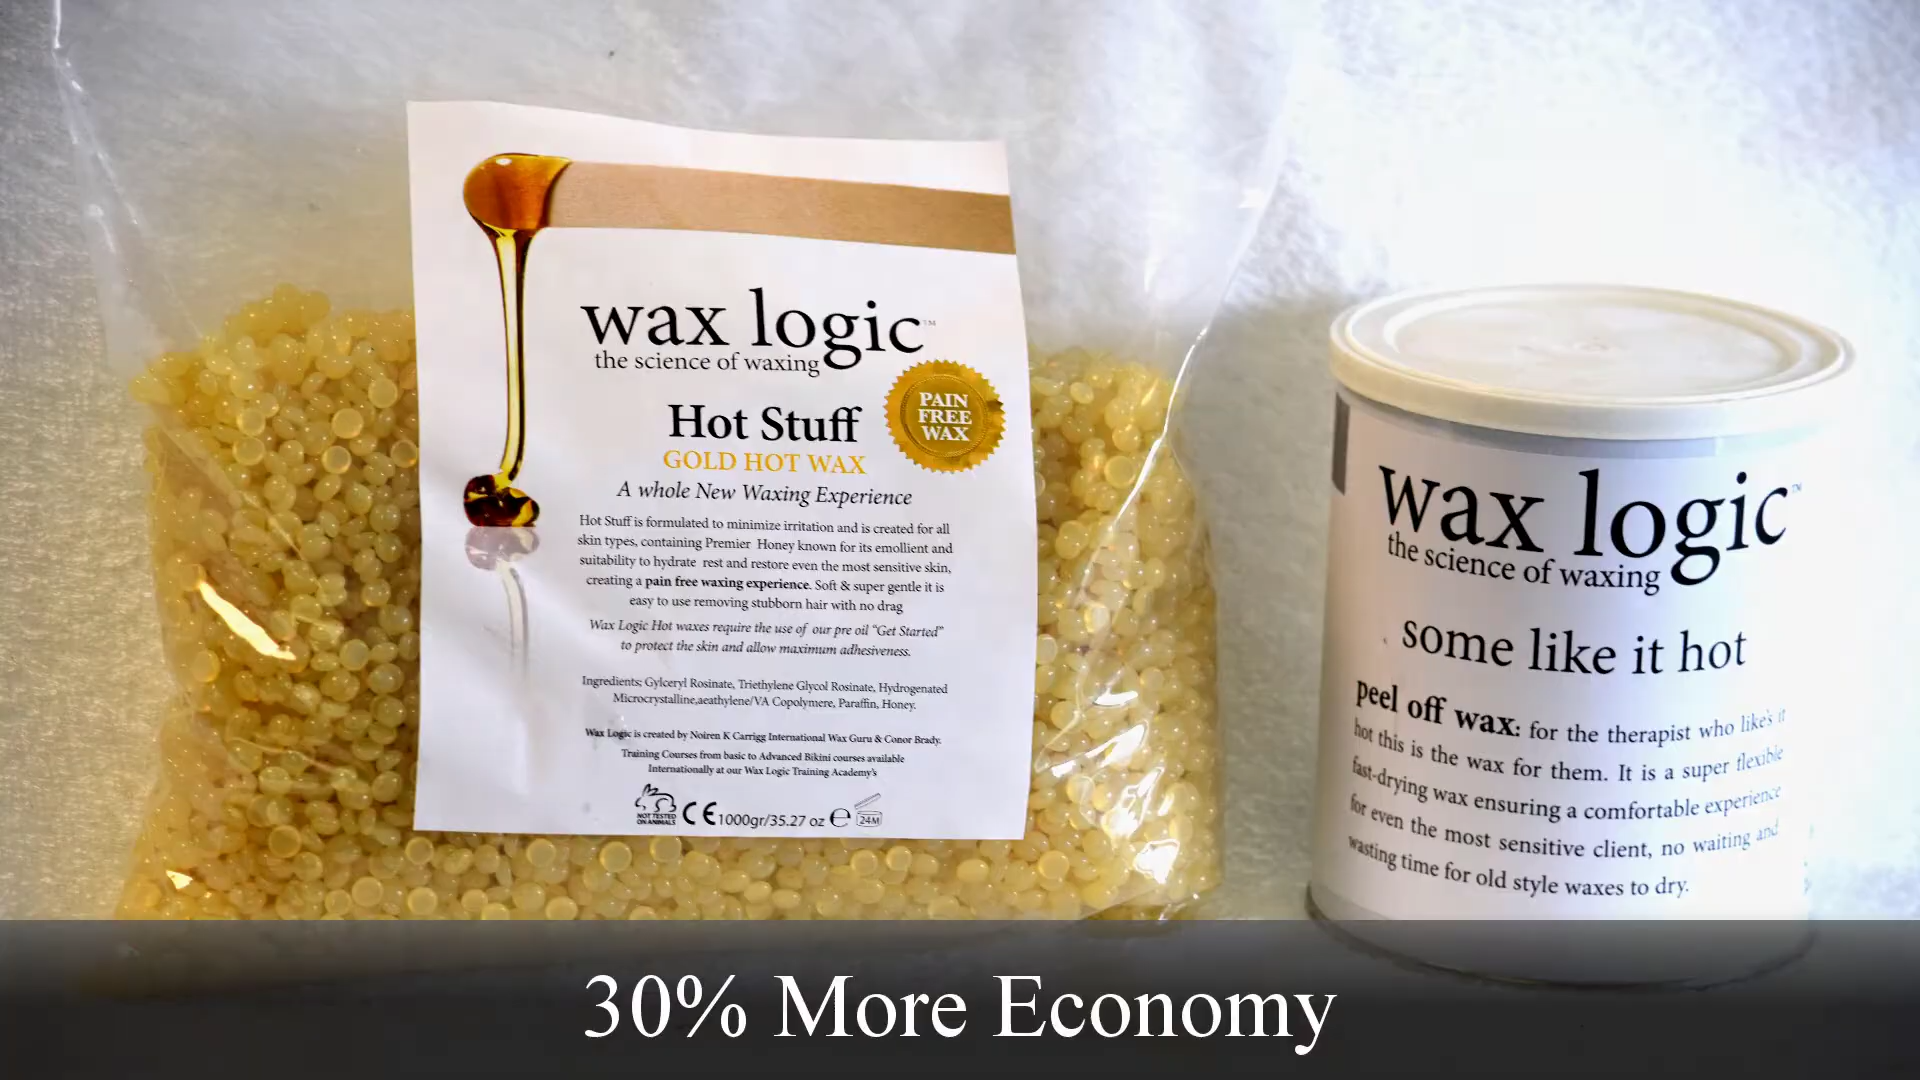 wax logic™
the science of waxing
PAIN
FREE
WAX
Hot Stuff
GOLD HOT WAX
A whole New Waxing Experience
Hot Stuff is formulated to minimize irritation and is created for all
skin types, containing Premier Honey known for its emollient and
suitability to hydrate rest and restore even the most sensitive skin,
creating a pain free waxing experience. Soft & super gentle it is
easy to use removing stubborn hair with no drag
Wax Logic Hot waxes require the use of our pre oil "Get Started"
to protect the skin and allow maximum adhesiveness.
Ingredients; Gylceryl Rosinate, Triethylene Glycol Rosinate, Hydrogenated
Microcrystalline,aeathylene/VA Copolymere, Paraffin, Honey.
Wax Logic is created by Noiren K Carrigg International Wax Guru & Conor Brady.
Training Courses from basic to Advanced Bikini courses available
Internationally at our Wax Logic Training Academy's
NOT TESTED
ON ANIMALS
CE 1000gr/35.27 oz e 24M
wax logic™
the science of waxing
some like it hot
peel off wax: for the therapist who like's it
hot this is the wax for them. It is a super flexible
fast-drying wax ensuring a comfortable experience
for even the most sensitive client, no waiting and
wasting time for old style waxes to dry.
30% More Economy